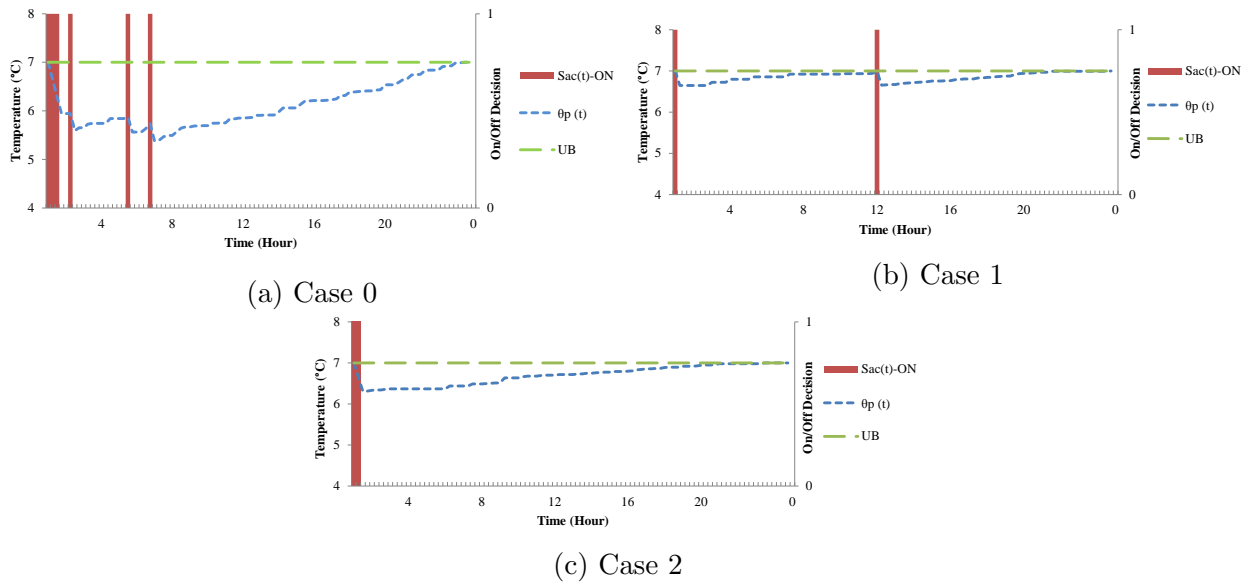 8
7
6
5
4
Temperature (°C)
4
8
12
16
20
0
Time (Hour)
1
0
On/Off Decision
Sac(t)-ON
θp (t)
UB
(a) Case 0
8
7
6
5
4
Temperature (°C)
4
8
12
16
20
0
Time (Hour)
1
0
On/Off Decision
Sac(t)-ON
θp (t)
UB
(b) Case 1
8
7
6
5
4
Temperature (°C)
4
8
12
16
20
0
Time (Hour)
1
0
On/Off Decision
Sac(t)-ON
θp (t)
UB
(c) Case 2